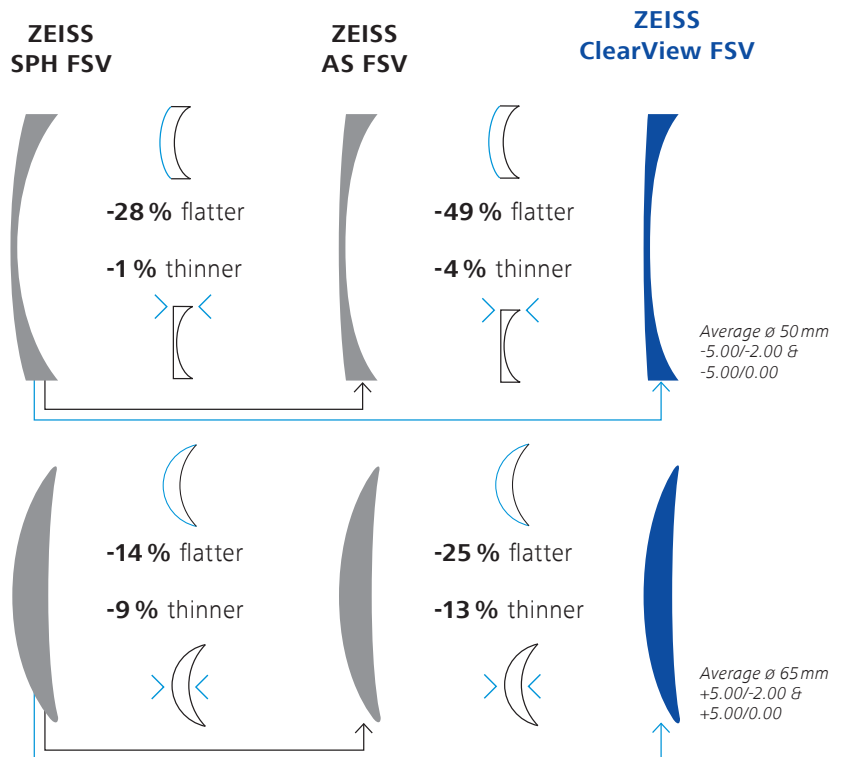 ZEISS
SPH FSV
ZEISS
AS FSV
ZEISS
ClearView FSV
-28 % flatter
-1 % thinner
-49 % flatter
-4 % thinner
Average ø 50 mm
-5.00/-2.00 &
-5.00/0.00
-14 % flatter
-9 % thinner
-25 % flatter
-13 % thinner
Average ø 65 mm
+5.00/-2.00 &
+5.00/0.00